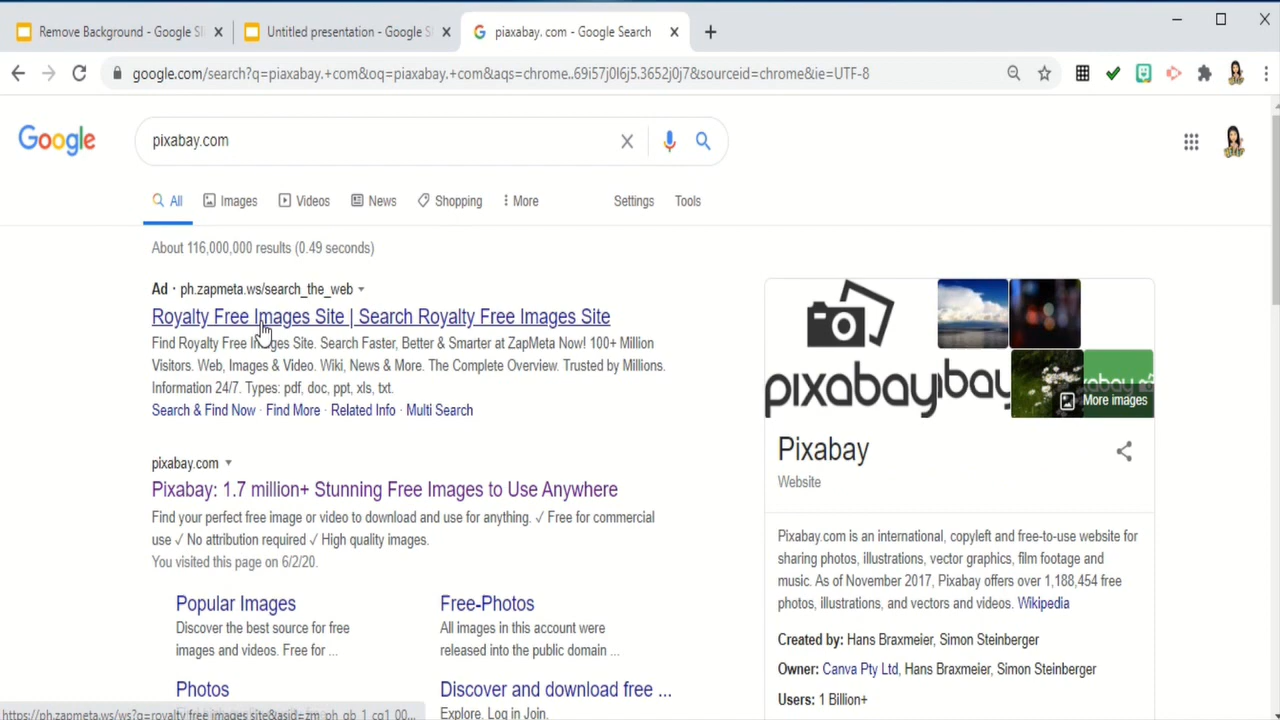 Remove Background - Google Sl
Untitled presentation - Google S
piaxabay. com - Google Search
google.com/search?q=piaxabay.+com&oq=piaxabay.+com&aqs=chrome..69i57j0l6j5.3652j0j7&sourceid=chrome&ie=UTF-8
Google
pixabay.com
All
Images
Videos
News
Shopping
More
Settings
Tools
About 116,000,000 results (0.49 seconds)
Ad · ph.zapmeta.ws/search_the_web
Royalty Free Images Site | Search Royalty Free Images Site
Find Royalty Free Images Site. Search Faster, Better & Smarter at ZapMeta Now! 100+ Million
Visitors. Web, Images & Video. Wiki, News & More. The Complete Overview. Trusted by Millions.
Information 24/7. Types: pdf, doc, ppt, xls, txt.
Search & Find Now · Find More · Related Info · Multi Search
pixabay.com
Pixabay: 1.7 million+ Stunning Free Images to Use Anywhere
Find your perfect free image or video to download and use for anything. ✓ Free for commercial
use ✓ No attribution required ✓ High quality images.
You visited this page on 6/2/20.
Popular Images
Discover the best source for free
images and videos. Free for ...
Free-Photos
All images in this account were
released into the public domain ...
Photos
Discover and download free ...
Explore. Log in Join.
pixabay
bay
More images
Pixabay
Website
Pixabay.com is an international, copyleft and free-to-use website for
sharing photos, illustrations, vector graphics, film footage and
music. As of November 2017, Pixabay offers over 1,188,454 free
photos, illustrations, and vectors and videos. Wikipedia
Created by: Hans Braxmeier, Simon Steinberger
Owner: Canva Pty Ltd, Hans Braxmeier, Simon Steinberger
Users: 1 Billion+